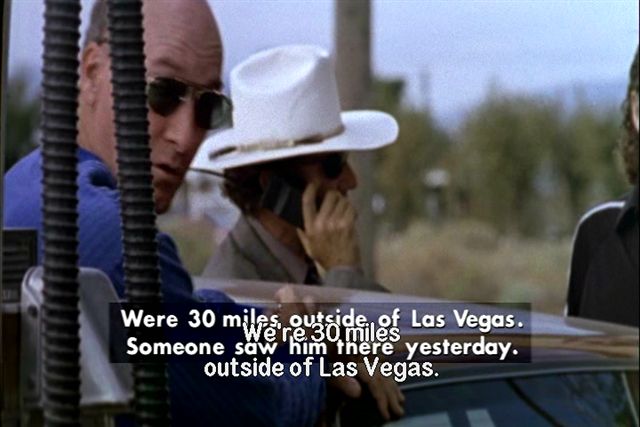 Were 30 miles outside of Las Vegas.
Someone saw him there yesterday.
We're 30 miles
outside of Las Vegas.